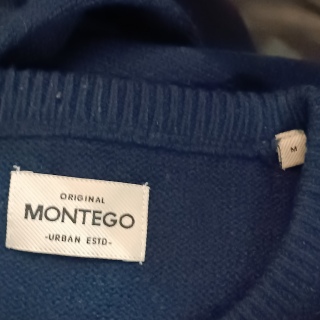 ORIGINAL
MONTEGO
-URBAN ESTD-
M